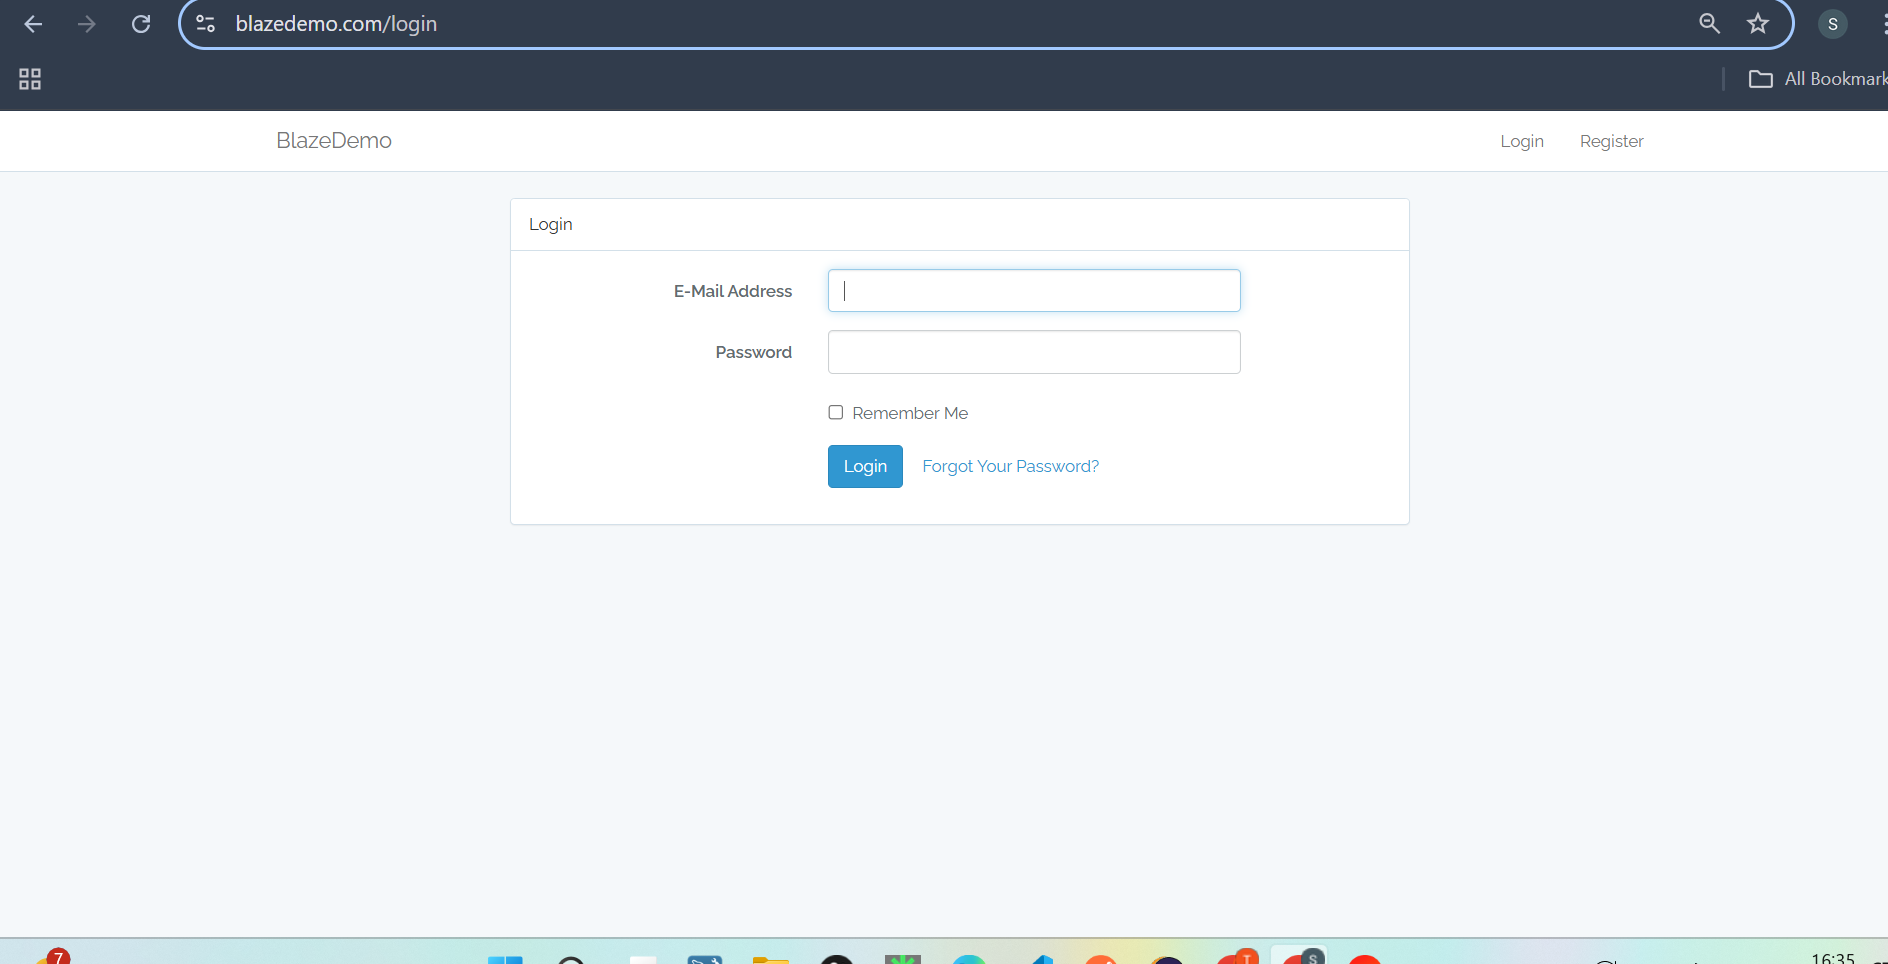 blazedemo.com/login
S
All Bookmark
BlazeDemo
Login Register
Login
E-Mail Address
Password
Remember Me
Login Forgot Your Password?
7
T
S
16:35